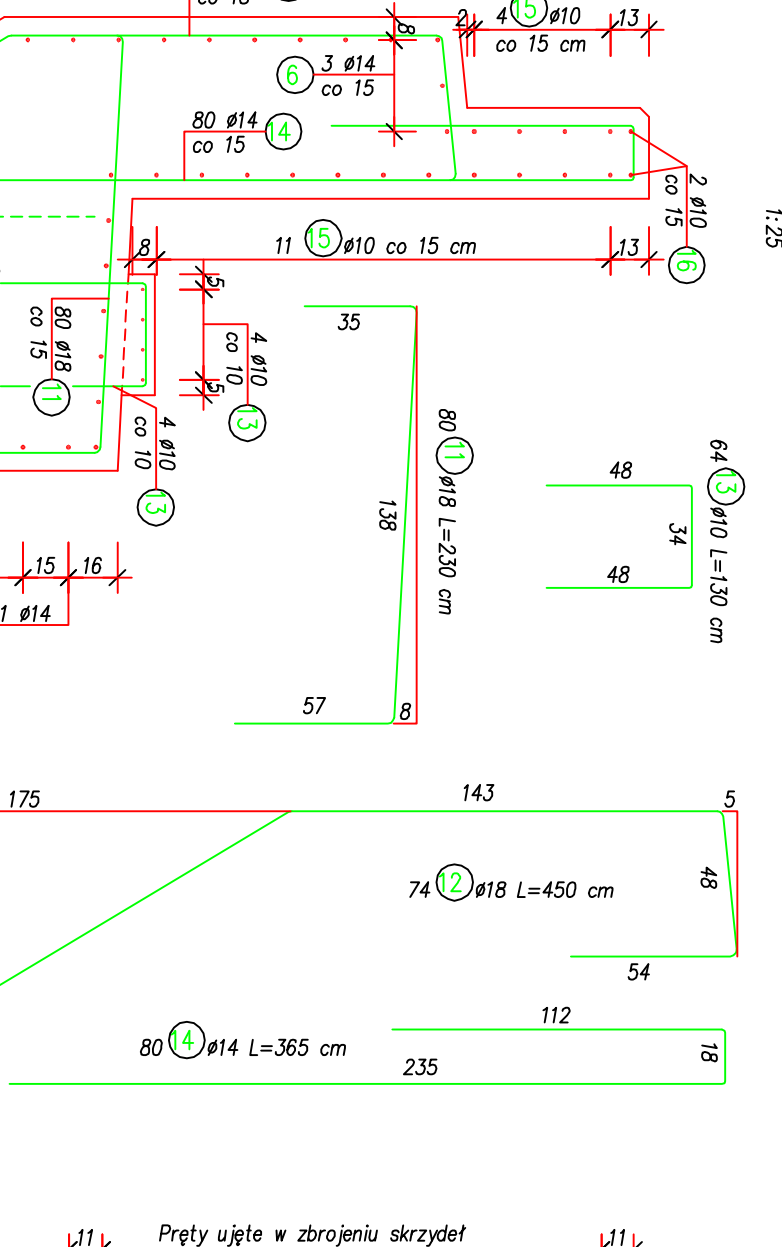 4 15 ø10
13
2
co 15 cm
8
3 ø14
6
co 15
80 ø14
14
co 15
2 ø10
co 15
16
1:25
8
11 15 ø10 co 15 cm
13
5
5
4 ø10
co 10
13
80 ø18
co 15
11
4 ø10
co 10
13
35
138
57
8
80 11 ø18 L=230 cm
48
34
48
64 13 ø10 L=130 cm
15
16
1 ø14
175
143
5
48
54
74 12 ø18 L=450 cm
112
18
235
80 14 ø14 L=365 cm
Pręty ujęte w zbrojeniu skrzydeł
11
11